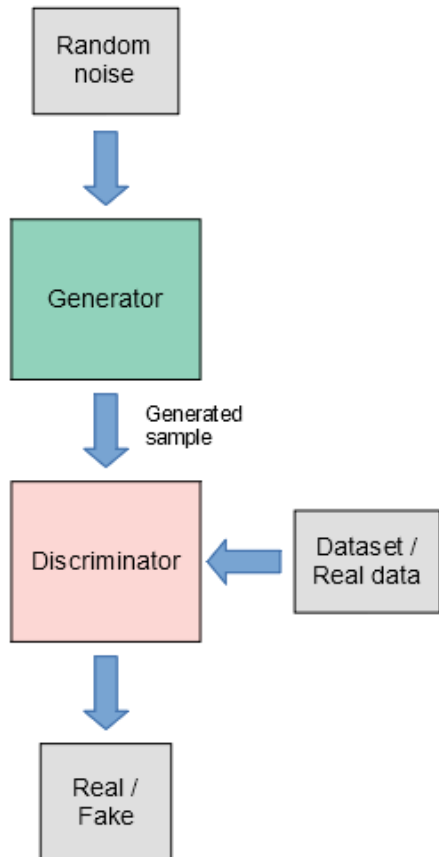 Random
noise
Generator
Generated
sample
Discriminator
Dataset /
Real data
Real /
Fake